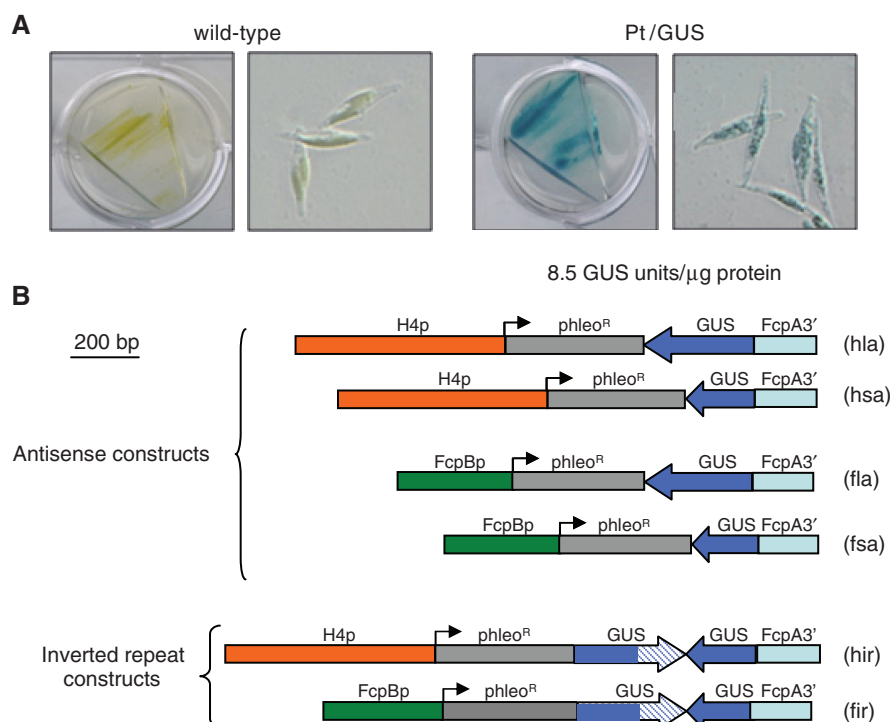 A
wild-type
Pt/GUS
8.5 GUS units/µg protein
B
200 bp
Antisense constructs
H4p phleoᴿ GUS FcpA3′ (hla)
H4p phleoᴿ GUS FcpA3′ (hsa)
FcpBp phleoᴿ GUS FcpA3′ (fla)
FcpBp phleoᴿ GUS FcpA3′ (fsa)
Inverted repeat
constructs
H4p phleoᴿ GUS GUS FcpA3' (hir)
FcpBp phleoᴿ GUS GUS FcpA3' (fir)